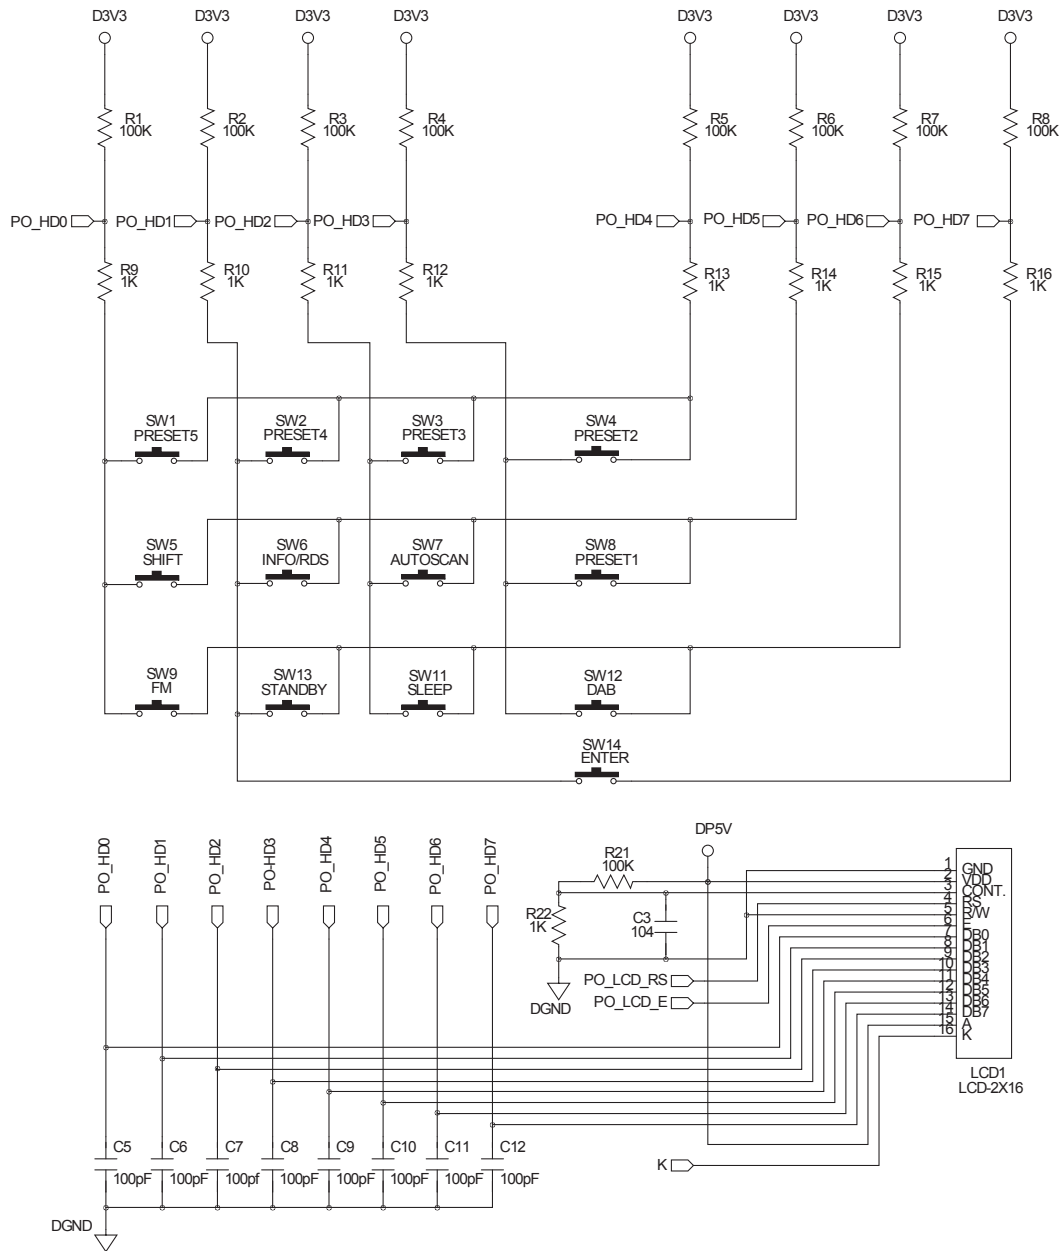 D3V3 D3V3 D3V3 D3V3 D3V3 D3V3 D3V3 D3V3
R1 R2 R3 R4 R5 R6 R7 R8
100K 100K 100K 100K 100K 100K 100K 100K
PO_HD0 PO_HD1 PO_HD2 PO_HD3 PO_HD4 PO_HD5 PO_HD6 PO_HD7
R9 R10 R11 R12 R13 R14 R15 R16
1K 1K 1K 1K 1K 1K 1K 1K
SW1 SW2 SW3 SW4
PRESET5 PRESET4 PRESET3 PRESET2
SW5 SW6 SW7 SW8
SHIFT INFO/RDS AUTOSCAN PRESET1
SW9 SW13 SW11 SW12
FM STANDBY SLEEP DAB
SW14
ENTER
PO_HD0 PO_HD1 PO_HD2 PO-HD3 PO_HD4 PO_HD5 PO_HD6 PO_HD7
DP5V
R21
100K
R22
1K
C3
104
DGND
PO_LCD_RS
PO_LCD_E
1 GND
2 VDD
3 CONT.
4 RS
5 R/W
6 E
7 DB0
8 DB1
9 DB2
10 DB3
11 DB4
12 DB5
13 DB6
14 DB7
15 A
16 K
LCD1
LCD-2X16
C5 C6 C7 C8 C9 C10 C11 C12
100pF 100pF 100pf 100pF 100pF 100pF 100pF 100pF
K
DGND